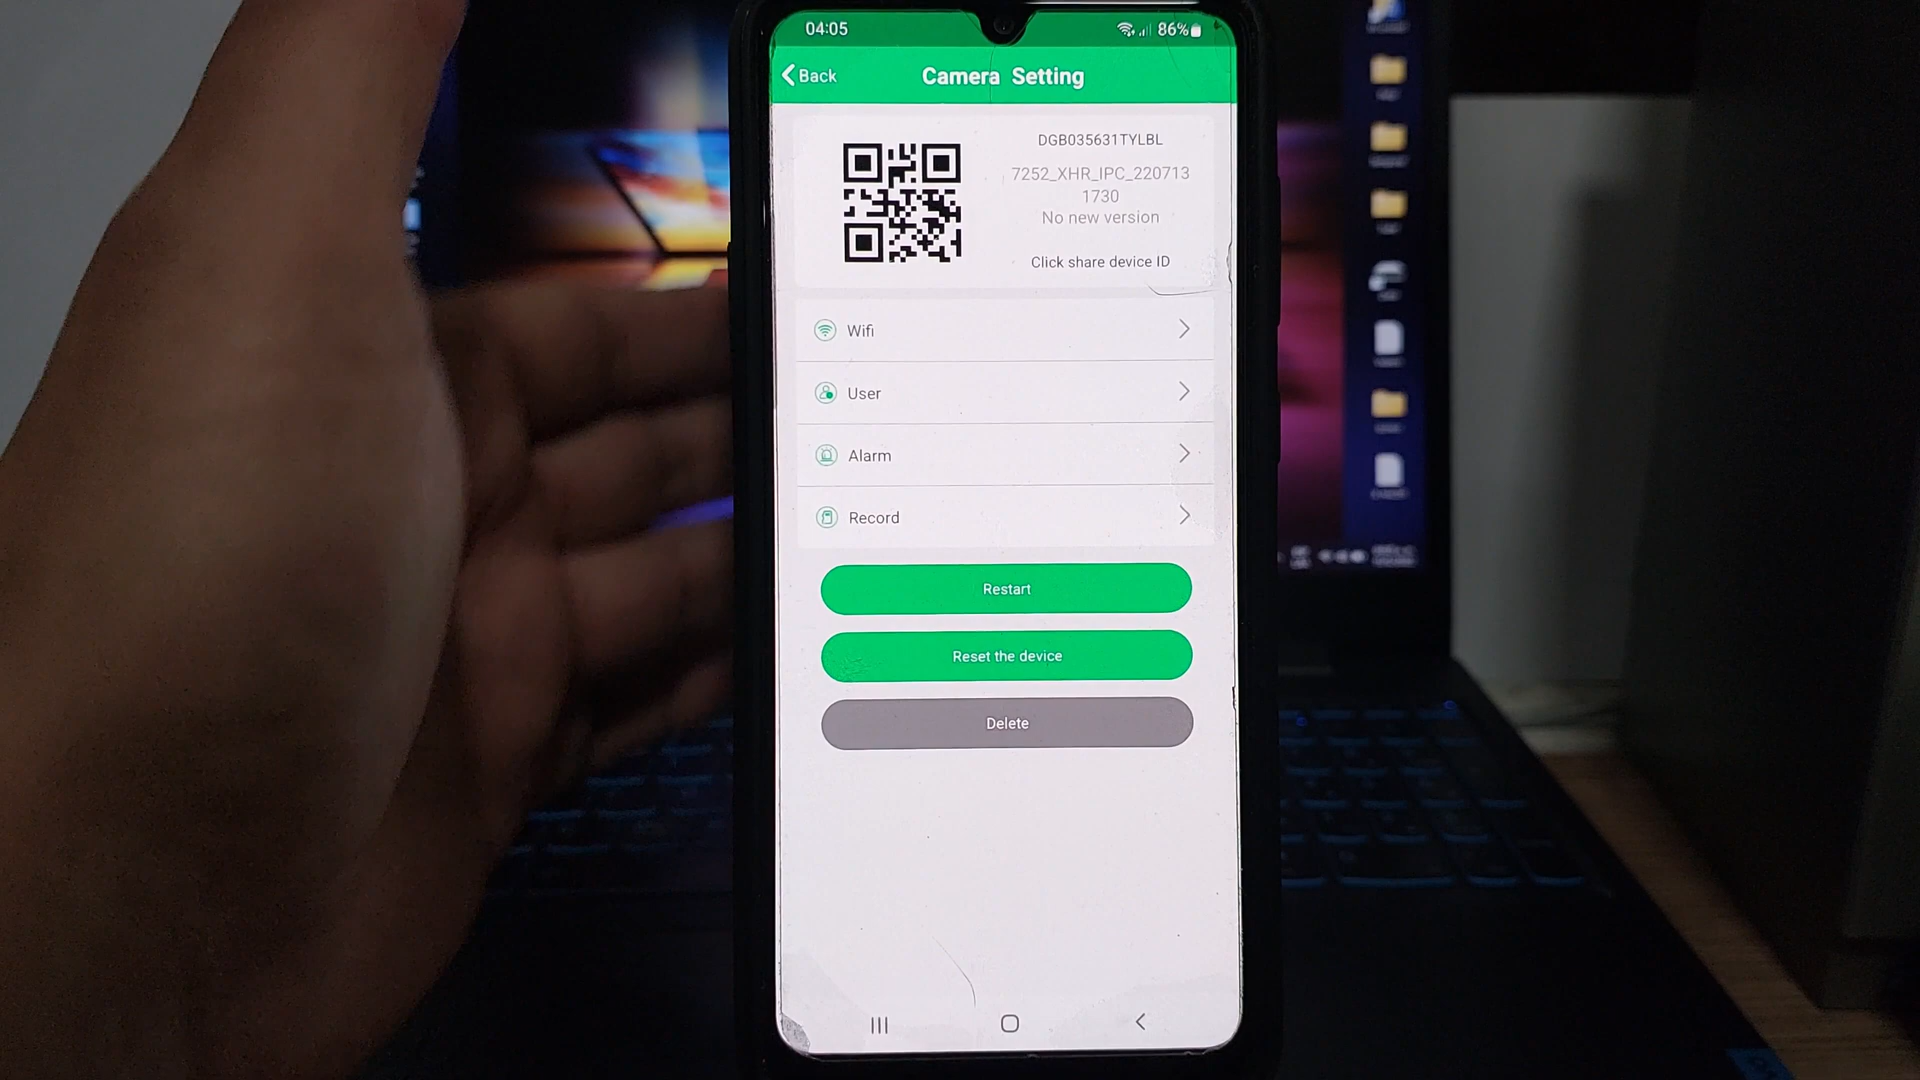 04:05
86%
Back
Camera Setting
DGB035631TYLBL
7252_XHR_IPC_220713
1730
No new version
Click share device ID
Wifi
User
Alarm
Record
Restart
Reset the device
Delete